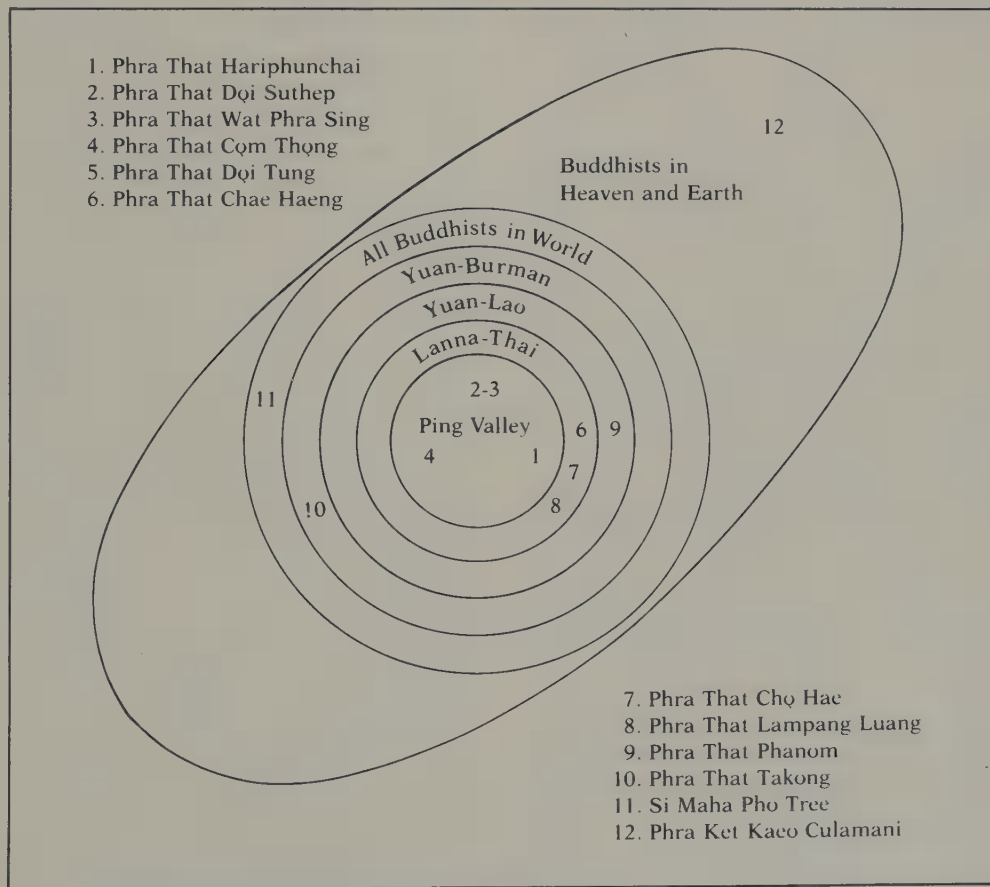 1. Phra That Hariphunchai
2. Phra That Dọi Suthep
3. Phra That Wat Phra Sing
4. Phra That Cọm Thọng
5. Phra That Dọi Tung
6. Phra That Chae Haeng
12
Buddhists in
Heaven and Earth
All Buddhists in World
Yuan-Burman
Yuan-Lao
Lanna-Thai
2-3
11
Ping Valley
6
9
4
1
7
8
!0
7. Phra That Chọ Hae
8. Phra That Lampang Luang
9. Phra That Phanom
10. Phra That Takong
11. Si Maha Pho Tree
12. Phra Ket Kaeo Culamani